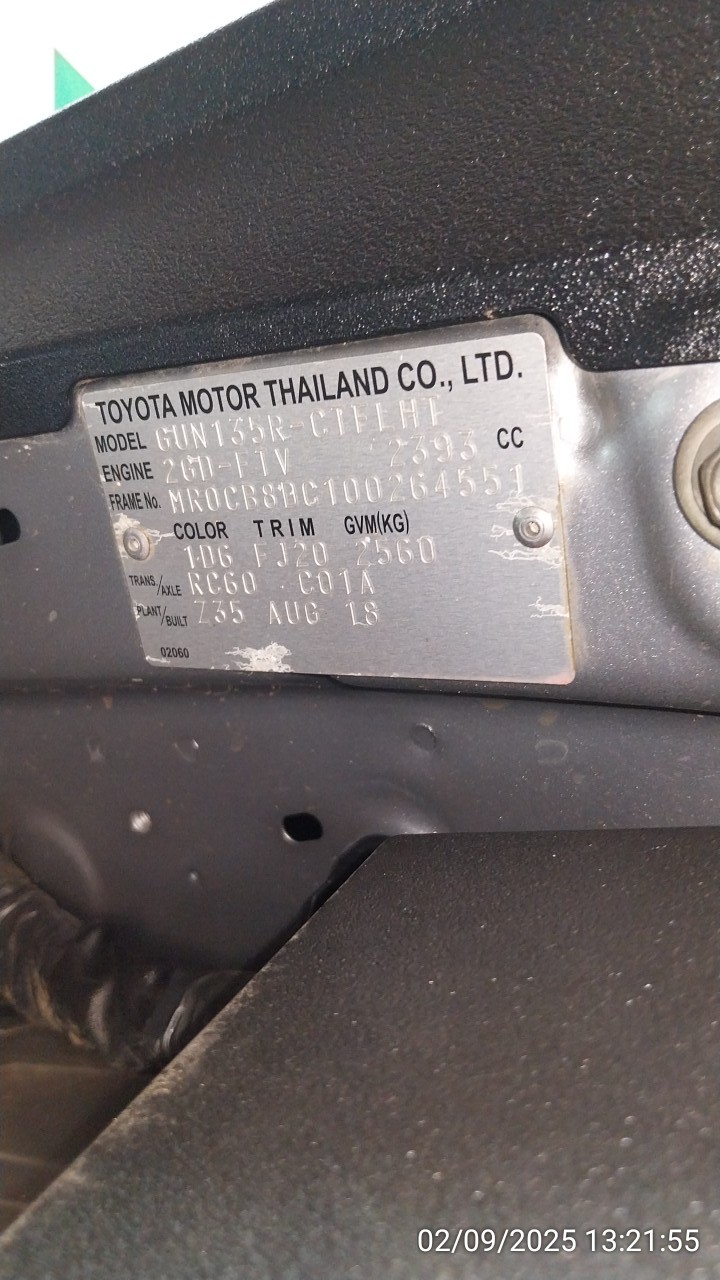 TOYOTA MOTOR THAILAND CO., LTD.
MODEL GUN135R-CTFLHT
ENGINE 2GD-FTV 2393 CC
FRAME No.
COLOR TRIM GVM(KG)
1D6 FJ20 2560
TRANS./AXLE RC60 C01A
PLANT/BUILT Z35 AUG 18
02060
02/09/2025 13:21:55